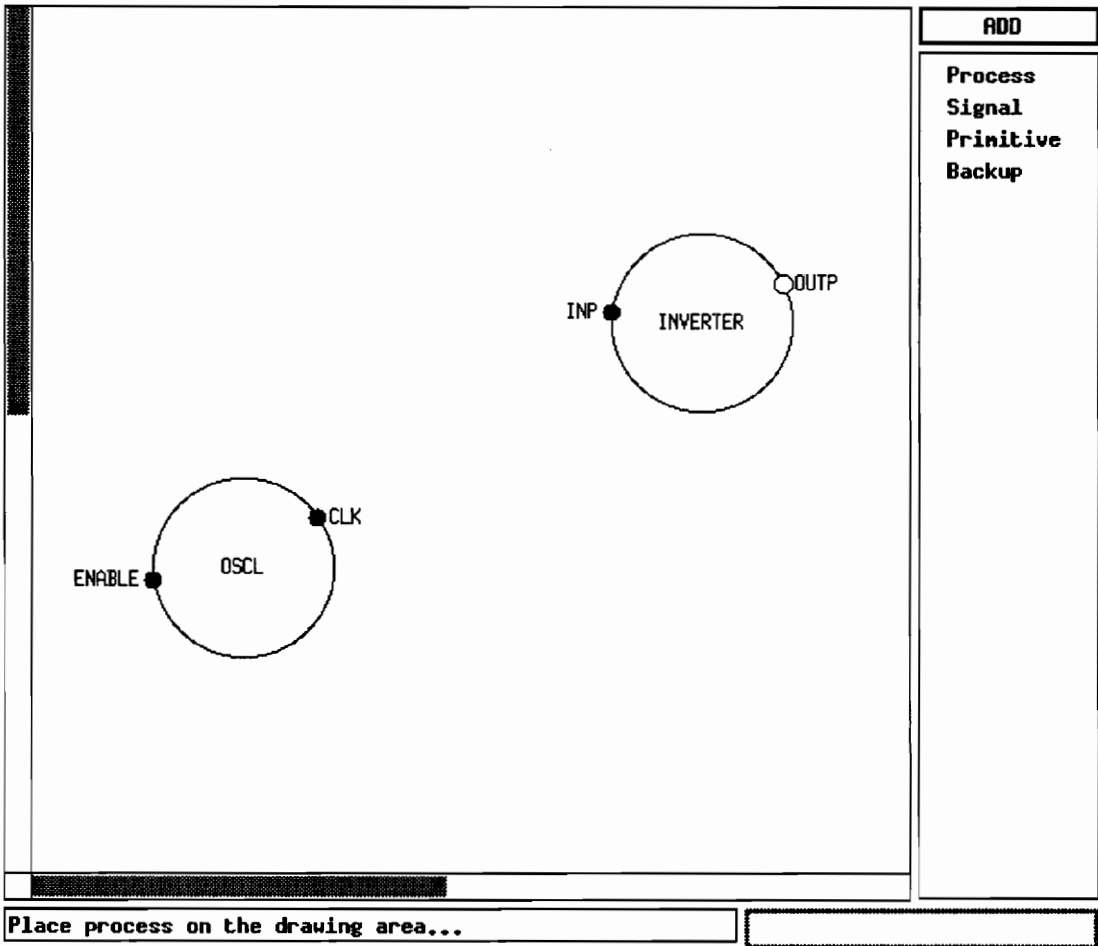 ADD
Process
Signal
Primitive
Backup
OUTP
INP
INVERTER
CLK
OSCL
ENABLE
Place process on the drawing area...